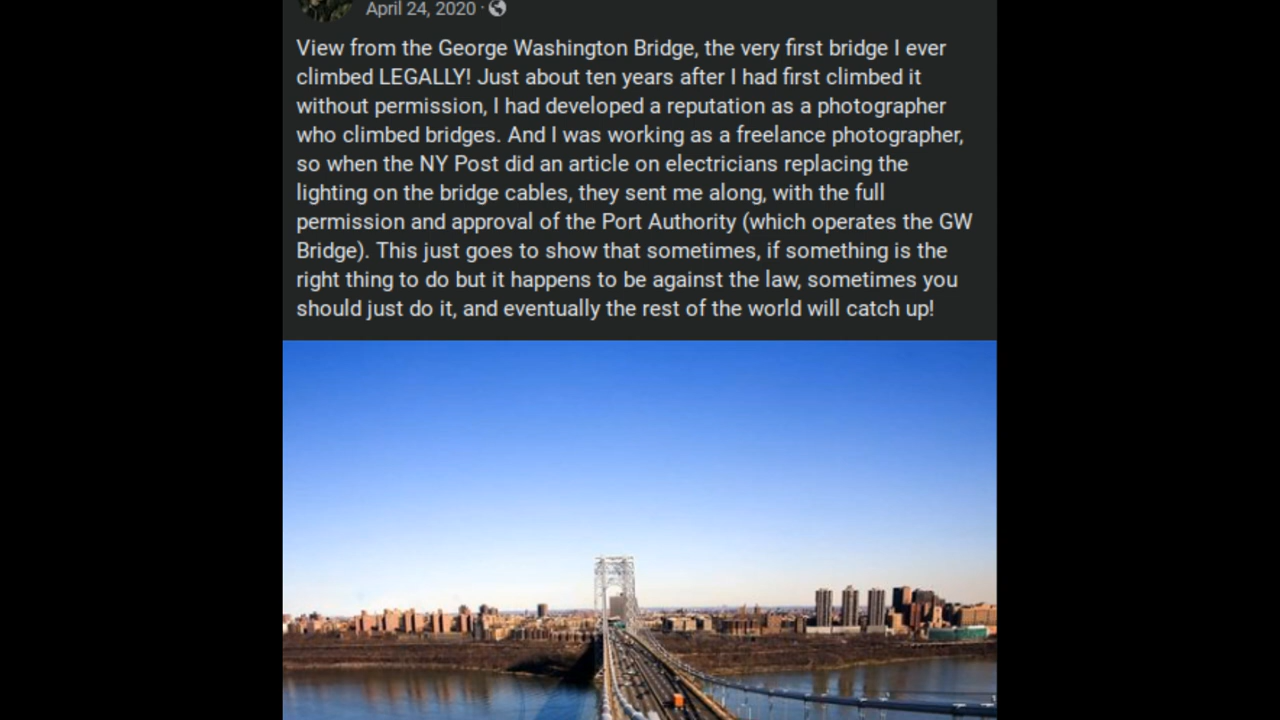 April 24, 2020 ·
View from the George Washington Bridge, the very first bridge I ever
climbed LEGALLY! Just about ten years after I had first climbed it
without permission, I had developed a reputation as a photographer
who climbed bridges. And I was working as a freelance photographer,
so when the NY Post did an article on electricians replacing the
lighting on the bridge cables, they sent me along, with the full
permission and approval of the Port Authority (which operates the GW
Bridge). This just goes to show that sometimes, if something is the
right thing to do but it happens to be against the law, sometimes you
should just do it, and eventually the rest of the world will catch up!